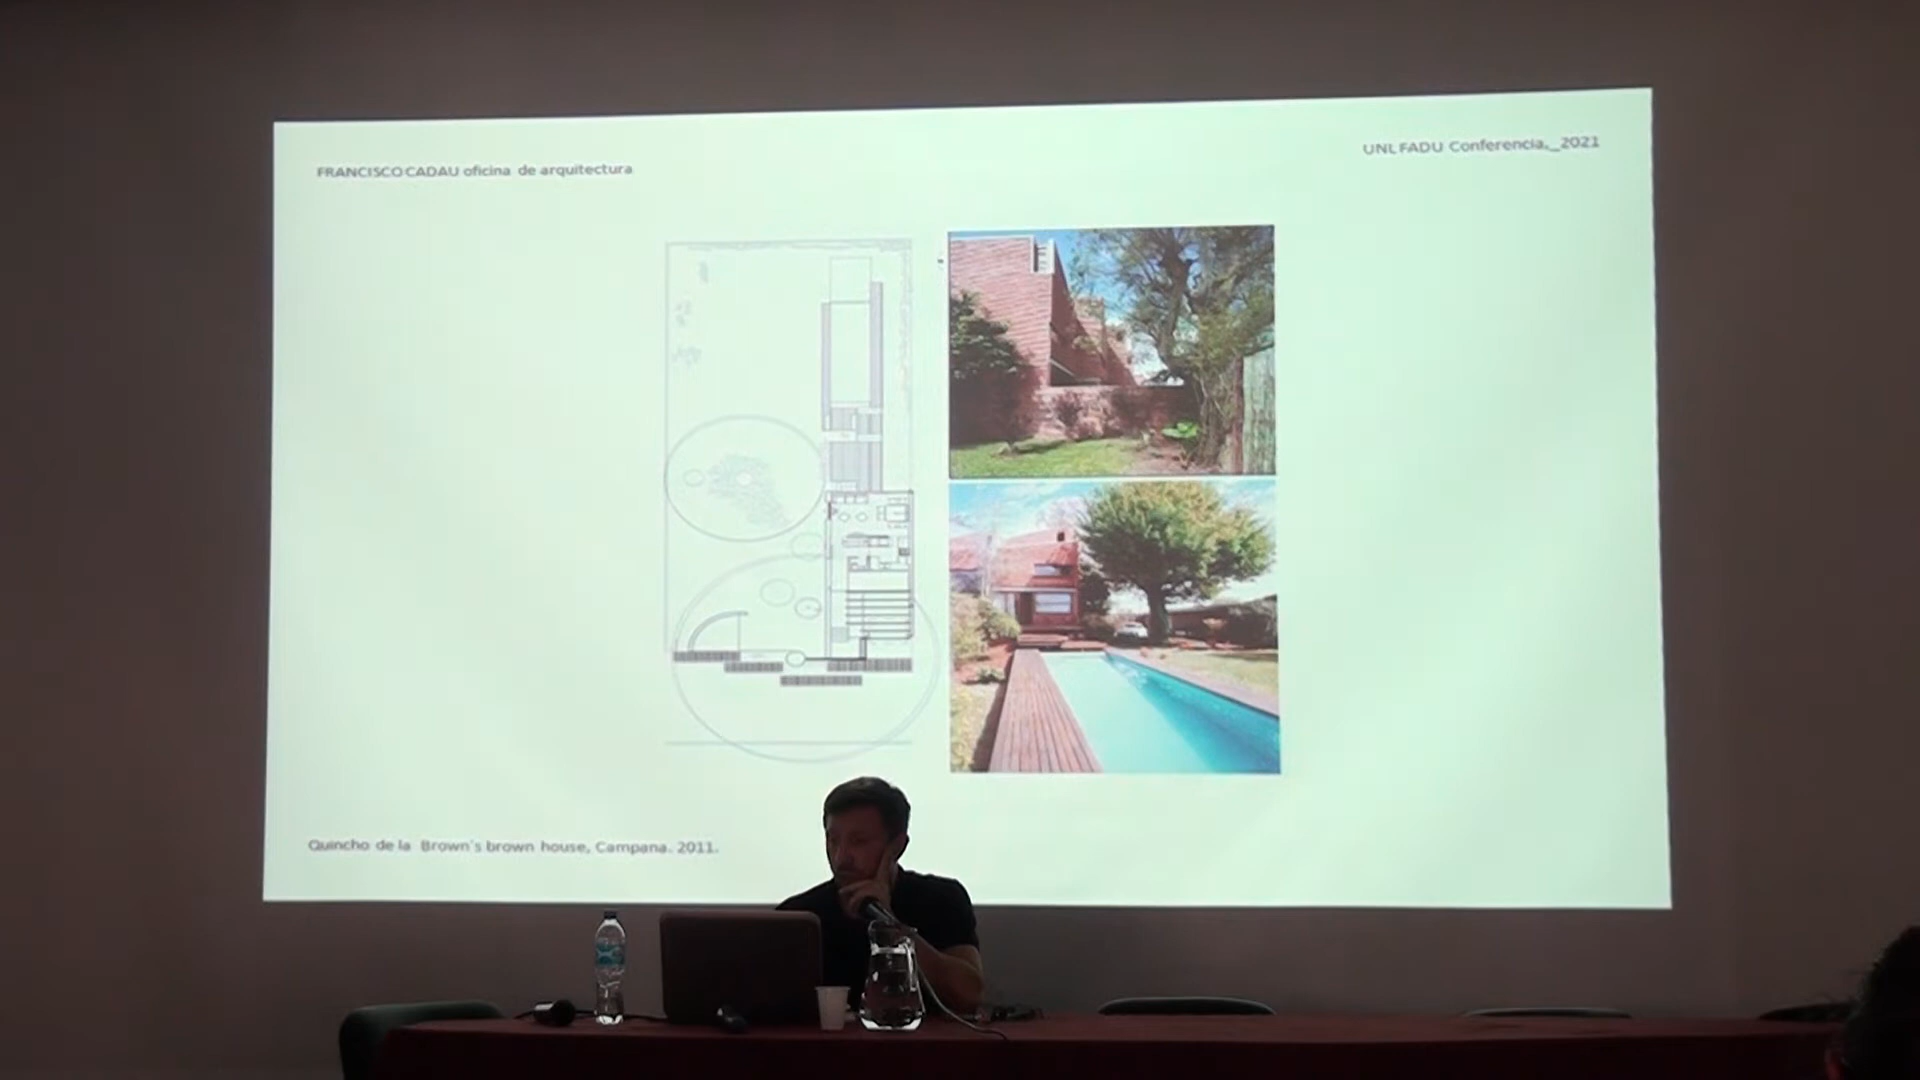 FRANCISCO CADAU oficina de arquitectura
UNL FADU Conferencia,_2021
Quincho de la Brown's brown house, Campana. 2011.